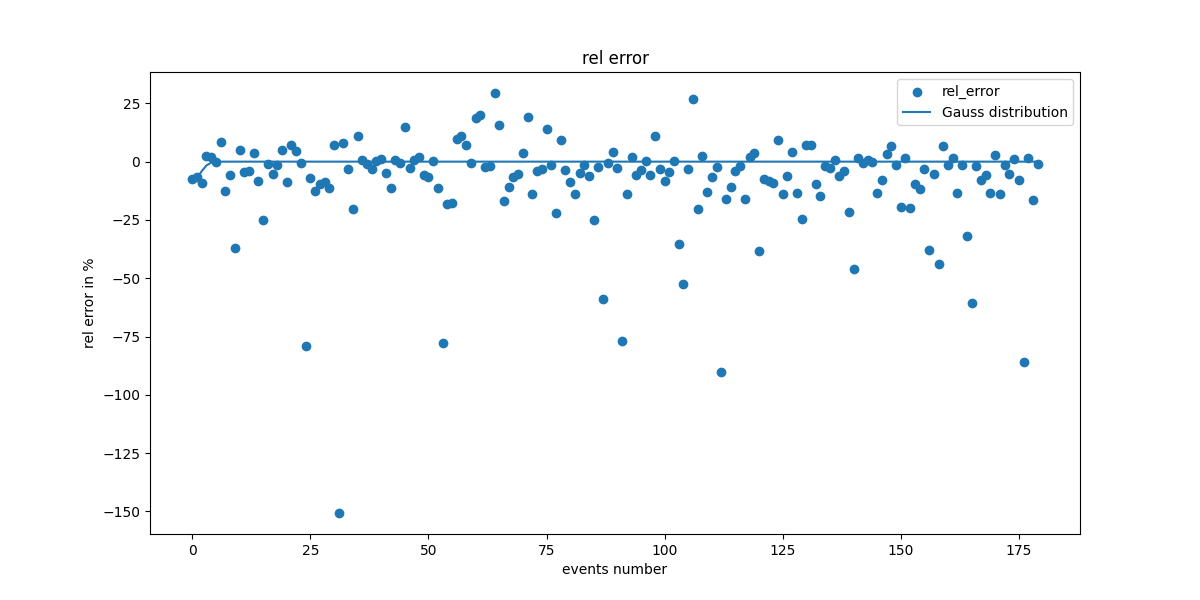 rel error
rel_error
Gauss distribution
rel error in %
25
0
−25
−50
−75
−100
−125
−150
0 25 50 75 100 125 150 175
events number